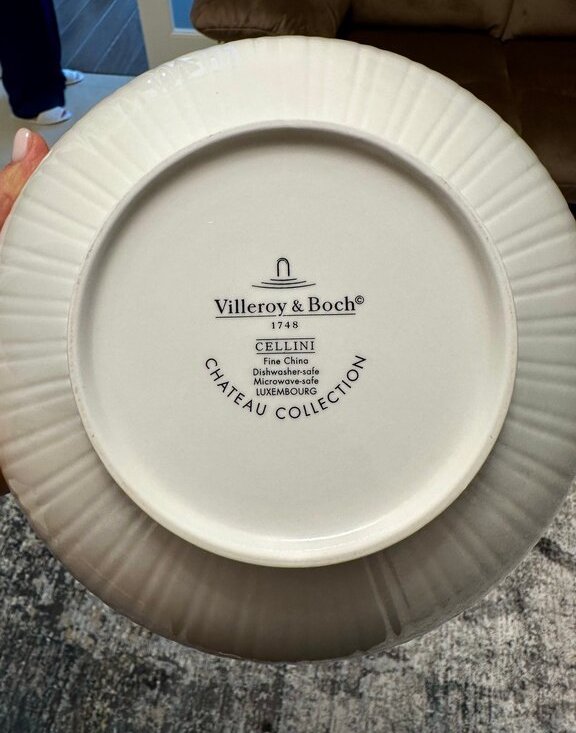 Villeroy & Boch©
1748
CELLINI
Fine China
Dishwasher-safe
Microwave-safe
LUXEMBOURG
CHATEAU COLLECTION